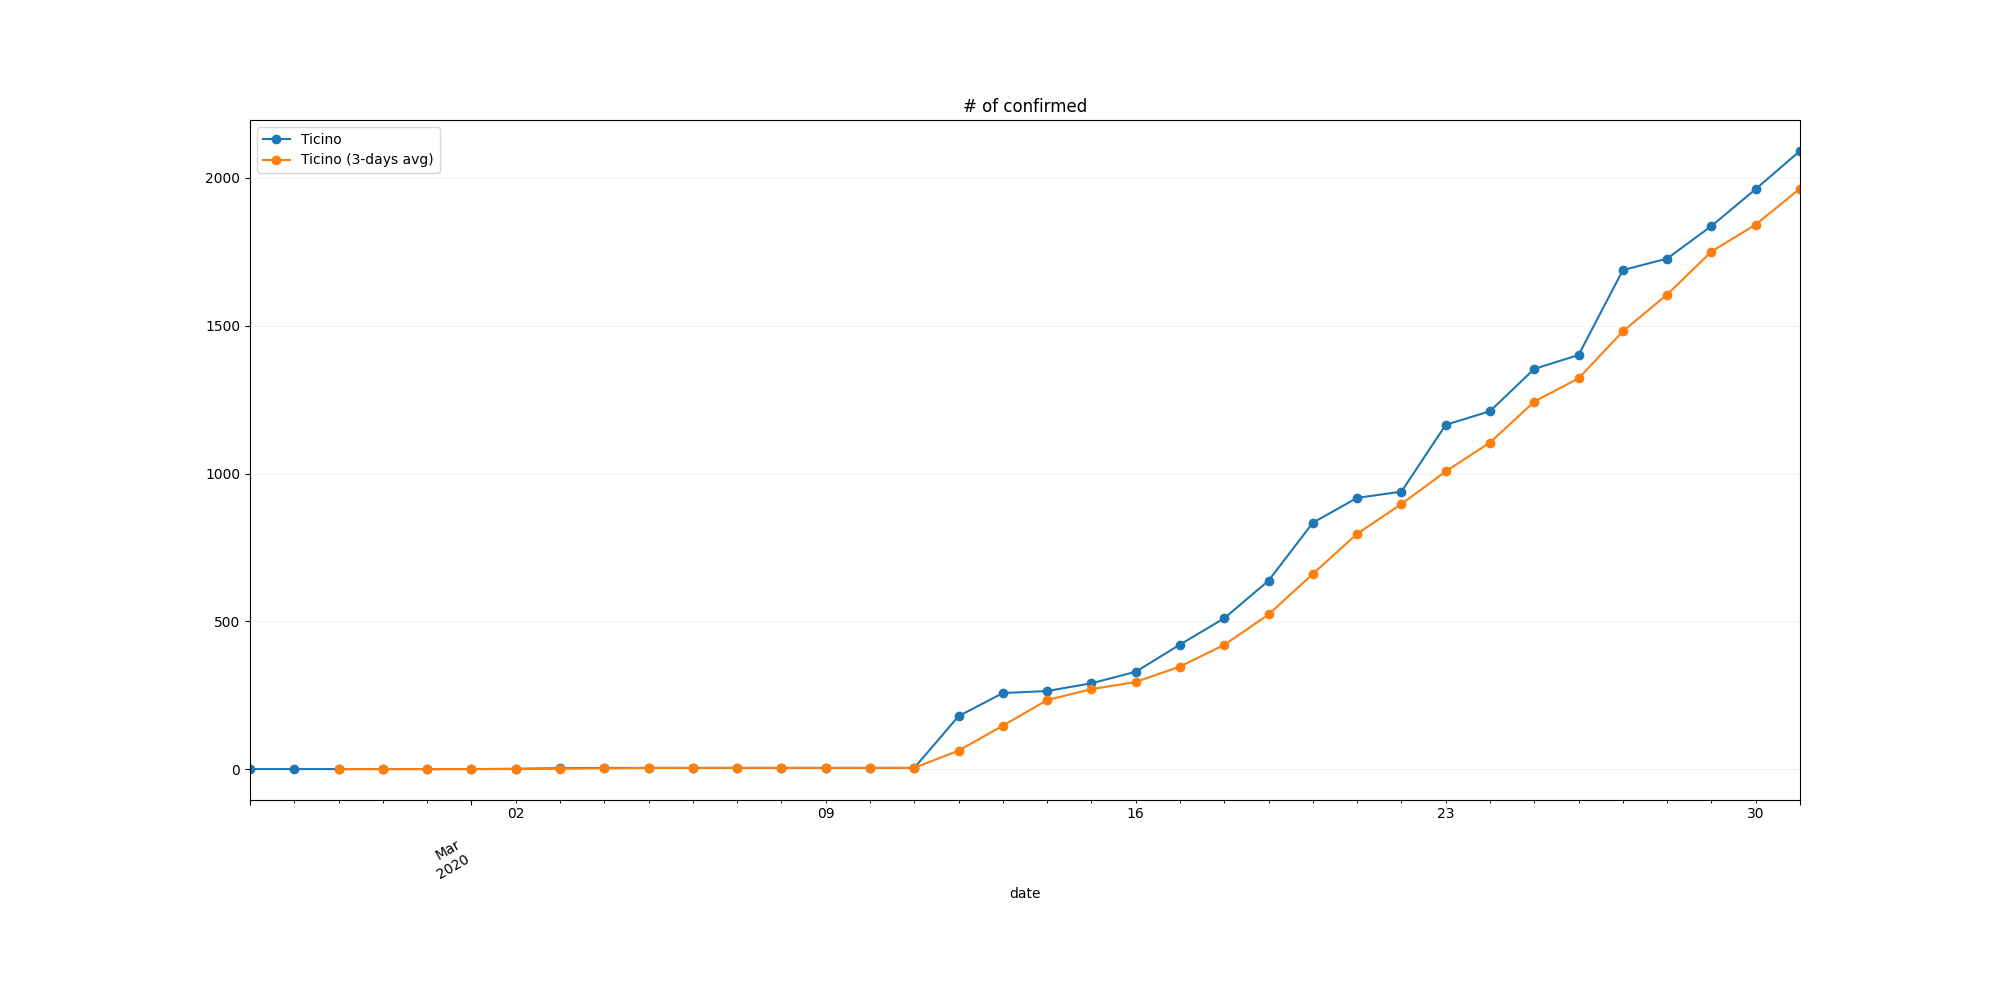 # of confirmed
Ticino
Ticino (3-days avg)
2000
1500
1000
500
0
02
09
16
23
30
Mar
2020
date